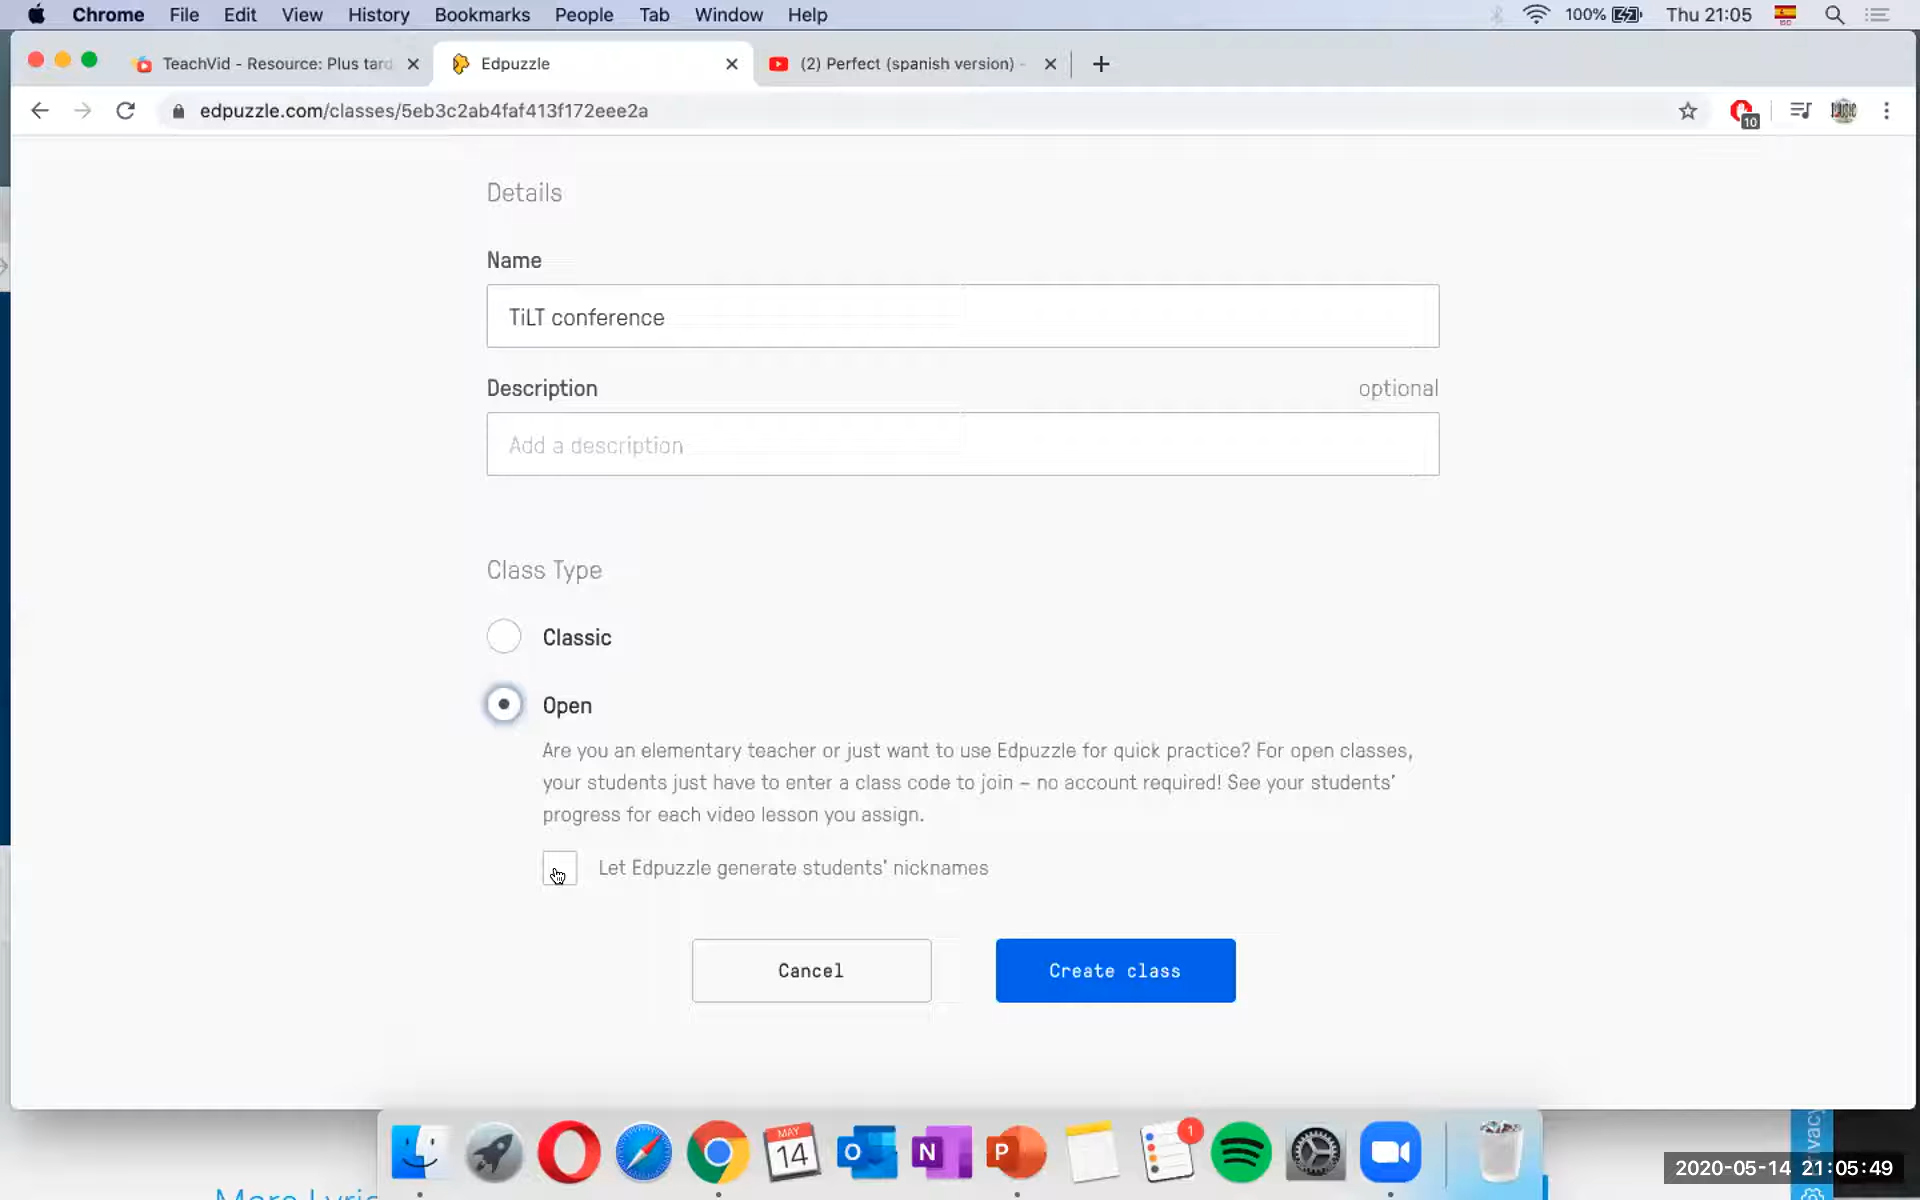 Chrome File Edit View History Bookmarks People Tab Window Help 100% Thu 21:05
TeachVid - Resource: Plus tard
Edpuzzle
(2) Perfect (spanish version) -
edpuzzle.com/classes/5eb3c2ab4faf413f172eee2a
10
Details
Name
TiLT conference
Description optional
Add a description
Class Type
Classic
Open
Are you an elementary teacher or just want to use Edpuzzle for quick practice? For open classes,
your students just have to enter a class code to join – no account required! See your students'
progress for each video lesson you assign.
Let Edpuzzle generate students' nicknames
Cancel Create class
MAY
14
1
2020-05-14 21:05:49